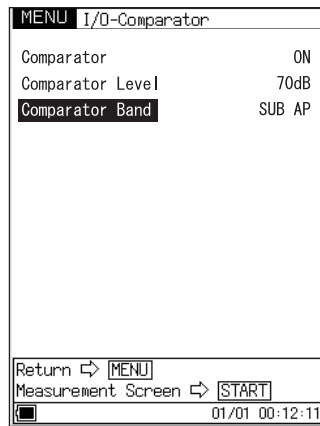 MENU I/O-Comparator
Comparator ON
Comparator Level 70dB
Comparator Band SUB AP
Return ⇨ MENU
Measurement Screen ⇨ START
01/01 00:12:11